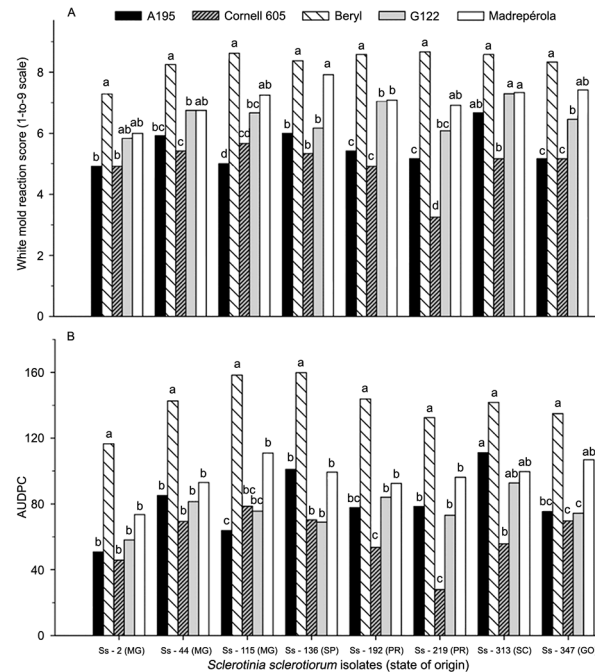 A A195 Cornell 605 Beryl G122 Madrepérola
White mold reaction score (1-to-9 scale)
8
6
4
2
0
b a b ab ab
bc a c b ab
d a cd bc ab
b a b b a
c a c b b
c a d bc ab
ab a b a a
c a c b ab
B
AUDPC
160
120
80
40
0
b a b b b
b a b b b
c a bc bc b
b a b b b
bc a c b b
b a c b b
a a b ab a
bc a c c ab
Ss - 2 (MG) Ss - 44 (MG) Ss - 115 (MG) Ss - 136 (SP) Ss - 192 (PR) Ss - 219 (PR) Ss - 313 (SC) Ss - 347 (GO
Sclerotinia sclerotiorum isolates (state of origin)